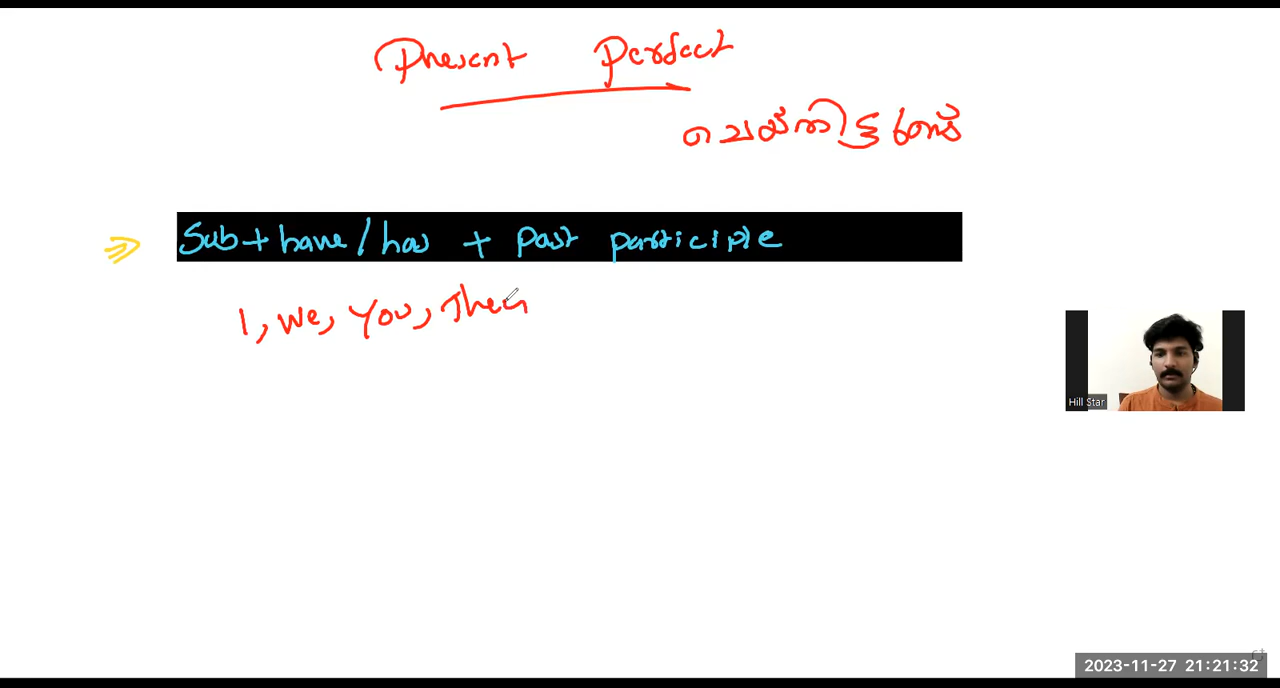 Present Perfect
ചെയ്തിട്ടുണ്ട്
Sub + have / has + past participle
I, We, You, They
Hill Star
2023-11-27 21:21:32